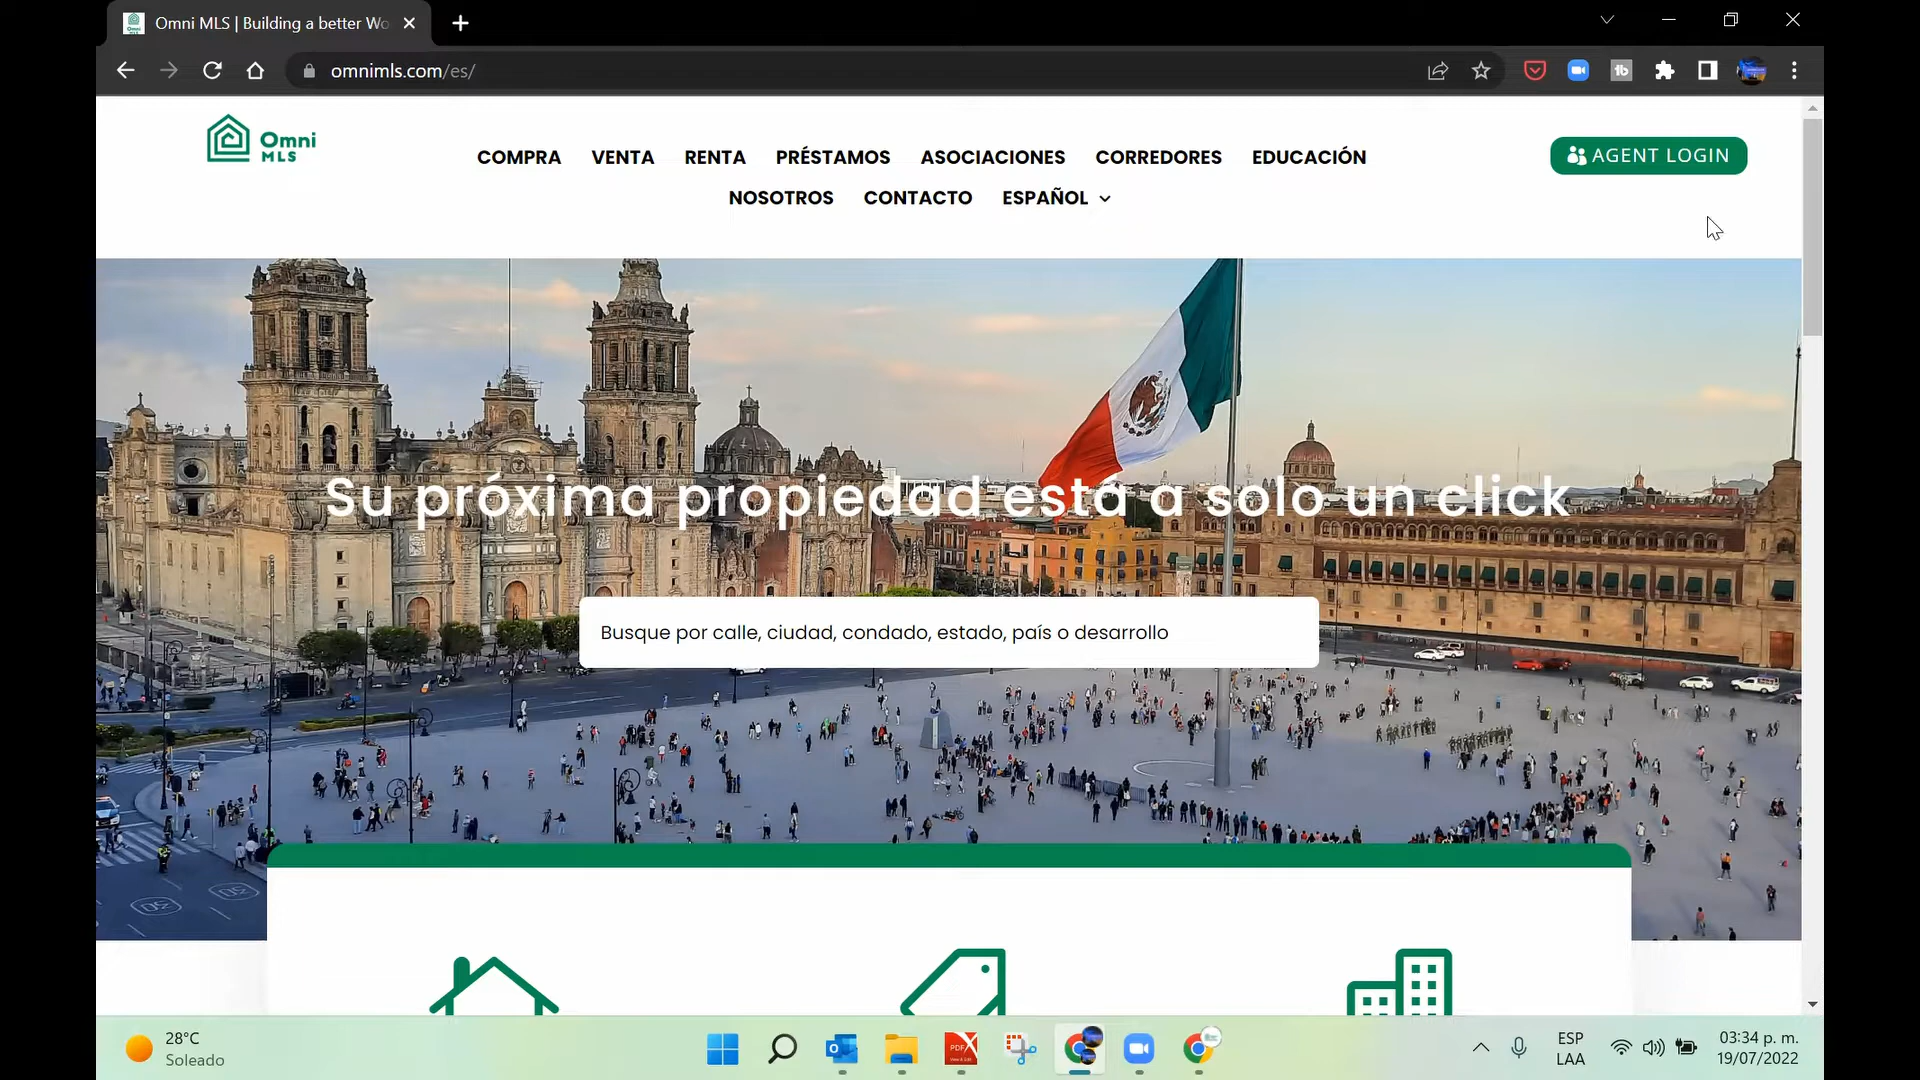 Omni MLS | Building a better Wo
omnimls.com/es/
Omni
MLS
COMPRA VENTA RENTA PRÉSTAMOS ASOCIACIONES CORREDORES EDUCACIÓN
NOSOTROS CONTACTO ESPAÑOL
AGENT LOGIN
Su próxima propiedad está a solo un click
Busque por calle, ciudad, condado, estado, país o desarrollo
28°C
Soleado
ESP
LAA
03:34 p. m.
19/07/2022